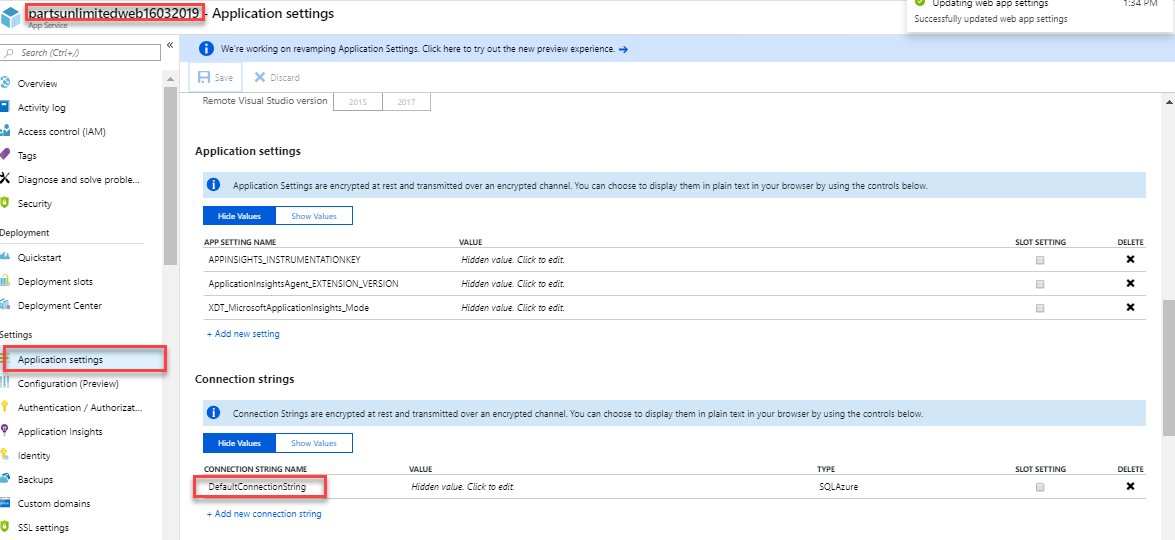 partsunlimitedweb16032019 - Application settings
App Service
Updating web app settings 1:34 PM
Successfully updated web app settings
Search (Ctrl+/)
«
We're working on revamping Application Settings. Click here to try out the new preview experience. →
Save Discard
Overview
Activity log
Access control (IAM)
Tags
Diagnose and solve proble...
Security
Deployment
Quickstart
Deployment slots
Deployment Center
Settings
Application settings
Configuration (Preview)
Authentication / Authorizat...
Application Insights
Identity
Backups
Custom domains
SSL settings
Remote Visual Studio version 2015 2017
Application settings
Application Settings are encrypted at rest and transmitted over an encrypted channel. You can choose to display them in plain text in your browser by using the controls below.
Hide Values Show Values
APP SETTING NAME VALUE SLOT SETTING DELETE
APPINSIGHTS_INSTRUMENTATIONKEY Hidden value. Click to edit.
ApplicationInsightsAgent_EXTENSION_VERSION Hidden value. Click to edit.
XDT_MicrosoftApplicationInsights_Mode Hidden value. Click to edit.
+ Add new setting
Connection strings
Connection Strings are encrypted at rest and transmitted over an encrypted channel. You can choose to display them in plain text in your browser by using the controls below.
Hide Values Show Values
CONNECTION STRING NAME VALUE TYPE SLOT SETTING DELETE
DefaultConnectionString Hidden value. Click to edit. SQLAzure
+ Add new connection string